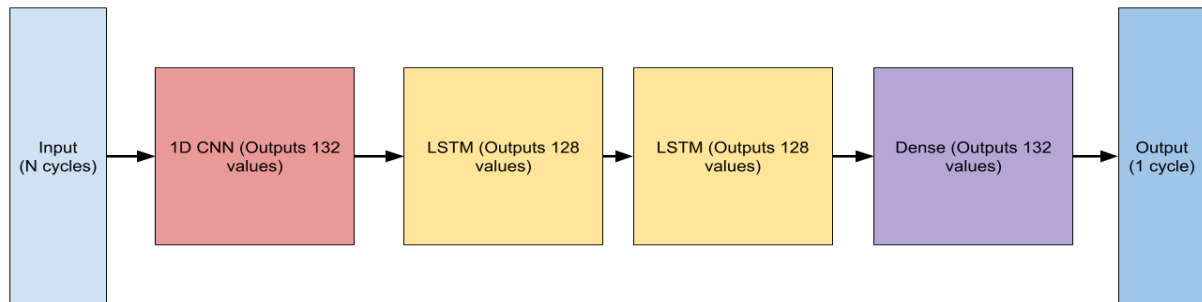 Input
(N cycles)
1D CNN (Outputs 132
values)
LSTM (Outputs 128
values)
LSTM (Outputs 128
values)
Dense (Outputs 132
values)
Output
(1 cycle)